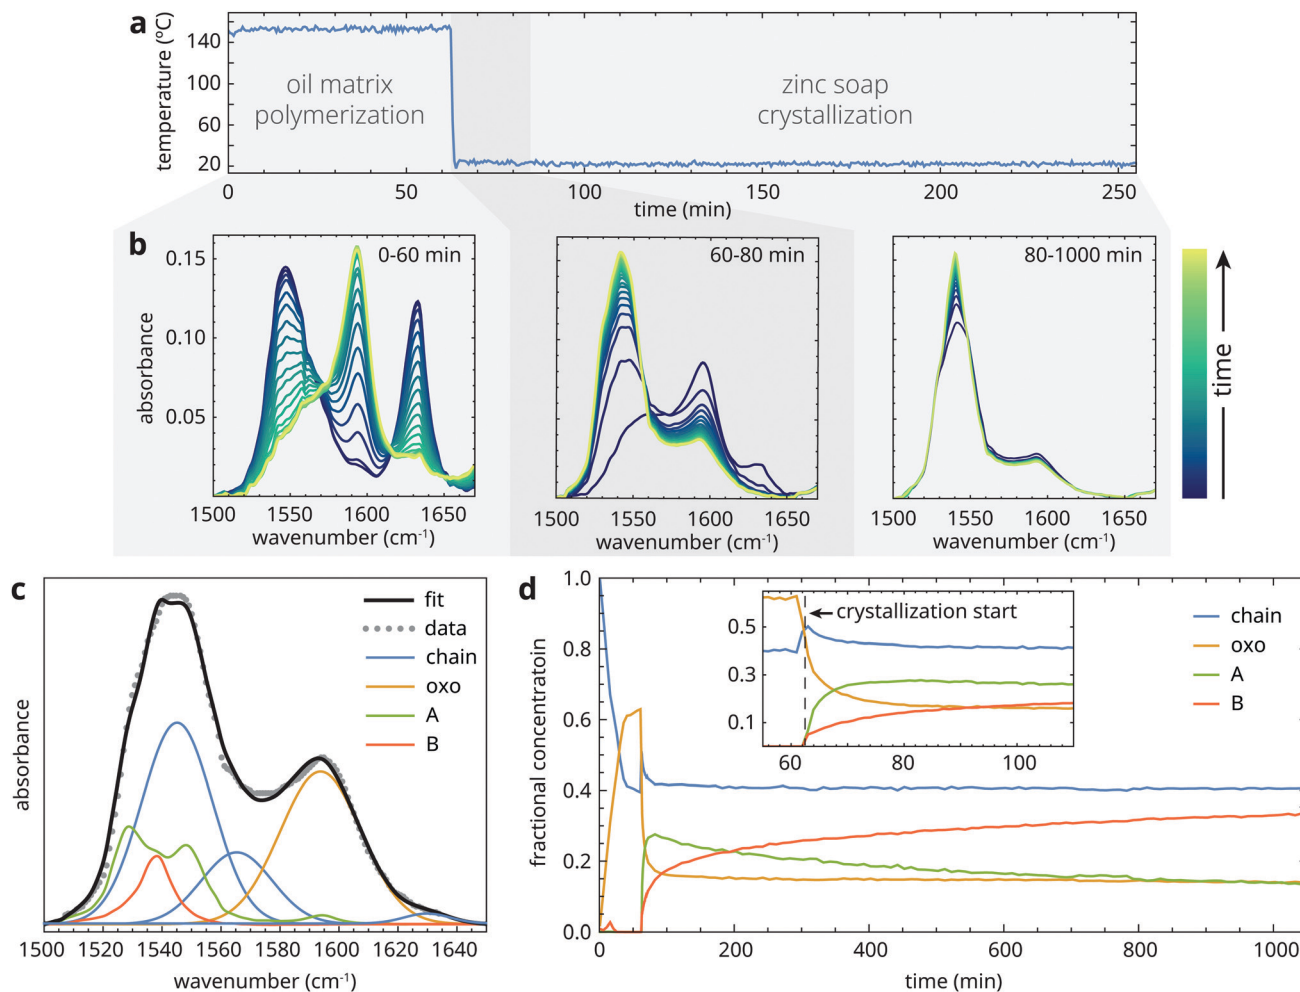 a
temperature (°C)
140
100
60
20
oil matrix
polymerization
zinc soap
crystallization
0
50
100
150
200
250
time (min)
b
absorbance
0.15
0.10
0.05
0-60 min
1500
1550
1600
1650
wavenumber (cm-1)
60-80 min
1500
1550
1600
1650
wavenumber (cm-1)
80-1000 min
1500
1550
1600
1650
wavenumber (cm-1)
time
c
absorbance
fit
data
chain
oxo
A
B
1500
1520
1540
1560
1580
1600
1620
1640
wavenumber (cm-1)
d
fractional concentratoin
1.0
0.8
0.6
0.4
0.2
0.0
0.5
0.3
0.1
crystallization start
60
80
100
chain
oxo
A
B
0
200
400
600
800
1000
time (min)